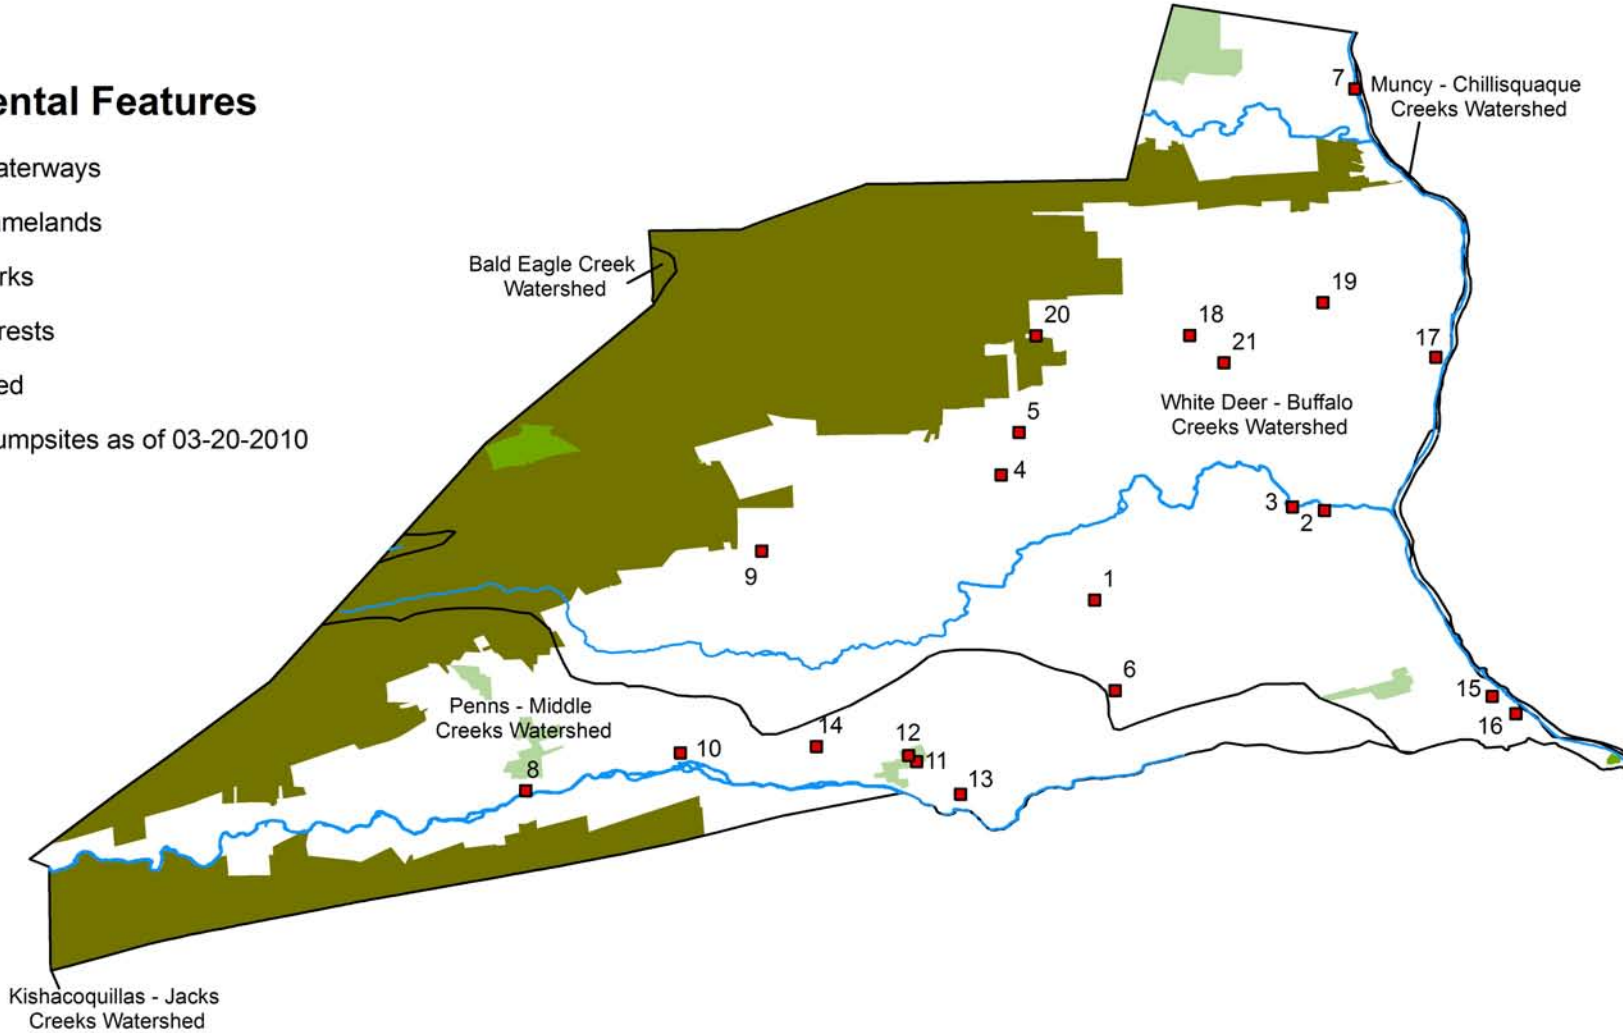 ental Features
aterways
amelands
rks
rests
ed
umpsites as of 03-20-2010
7
Muncy - Chillisquaque
Creeks Watershed
Bald Eagle Creek
Watershed
19
20
18
21
17
White Deer - Buffalo
Creeks Watershed
5
4
3
2
9
1
6
15
16
Penns - Middle
Creeks Watershed
14
12
11
10
8
13
Kishacoquillas - Jacks
Creeks Watershed